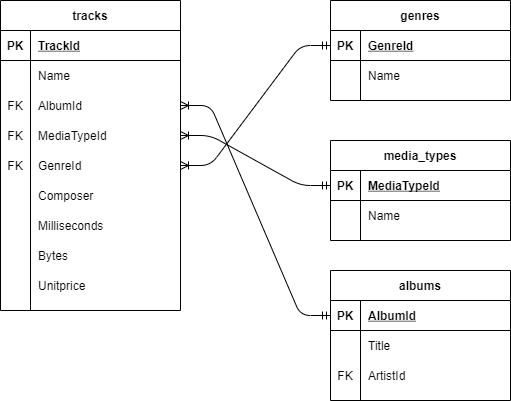 tracks
PK TrackId
Name
FK AlbumId
FK MediaTypeId
FK GenreId
Composer
Milliseconds
Bytes
Unitprice
genres
PK GenreId
Name
media_types
PK MediaTypeId
Name
albums
PK AlbumId
Title
FK ArtistId